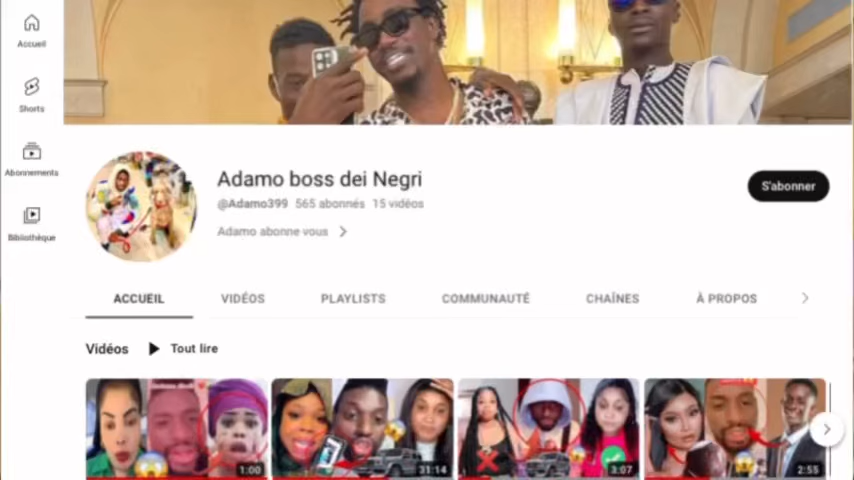 Accueil
Shorts
Abonnements
Bibliothèque
Adamo boss dei Negri
@Adamo399 565 abonnés 15 vidéos
Adamo abonne vous
S'abonner
ACCUEIL VIDÉOS PLAYLISTS COMMUNAUTÉ CHAÎNES À PROPOS
Vidéos Tout lire
1:00 31:14 3:07 2:55